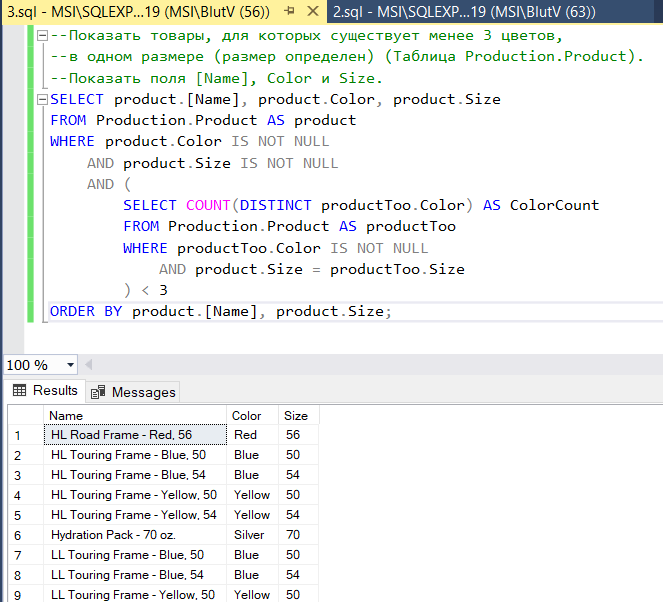 3.sql - MSI\SQLEXP...19 (MSI\BlutV (56)) 2.sql - MSI\SQLEXP...19 (MSI\BlutV (63))
--Показать товары, для которых существует менее 3 цветов,
--в одном размере (размер определен) (Таблица Production.Product).
--Показать поля [Name], Color и Size.
SELECT product.[Name], product.Color, product.Size
FROM Production.Product AS product
WHERE product.Color IS NOT NULL
AND product.Size IS NOT NULL
AND (
SELECT COUNT(DISTINCT productToo.Color) AS ColorCount
FROM Production.Product AS productToo
WHERE productToo.Color IS NOT NULL
AND product.Size = productToo.Size
) < 3
ORDER BY product.[Name], product.Size;
100 %
Results Messages
Name Color Size
1 HL Road Frame - Red, 56 Red 56
2 HL Touring Frame - Blue, 50 Blue 50
3 HL Touring Frame - Blue, 54 Blue 54
4 HL Touring Frame - Yellow, 50 Yellow 50
5 HL Touring Frame - Yellow, 54 Yellow 54
6 Hydration Pack - 70 oz. Silver 70
7 LL Touring Frame - Blue, 50 Blue 50
8 LL Touring Frame - Blue, 54 Blue 54
9 LL Touring Frame - Yellow, 50 Yellow 50